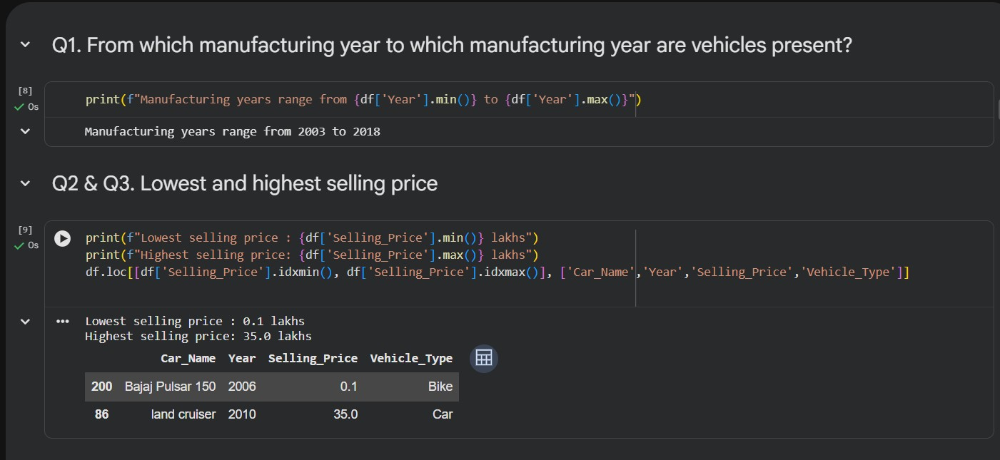 Q1. From which manufacturing year to which manufacturing year are vehicles present?
[8]
0s
print(f"Manufacturing years range from {df['Year'].min()} to {df['Year'].max()}")
Manufacturing years range from 2003 to 2018
Q2 & Q3. Lowest and highest selling price
[9]
0s
print(f"Lowest selling price : {df['Selling_Price'].min()} lakhs")
print(f"Highest selling price: {df['Selling_Price'].max()} lakhs")
df.loc[[df['Selling_Price'].idxmin(), df['Selling_Price'].idxmax()], ['Car_Name','Year','Selling_Price','Vehicle_Type']]
Lowest selling price : 0.1 lakhs
Highest selling price: 35.0 lakhs
Car_Name Year Selling_Price Vehicle_Type
200 Bajaj Pulsar 150 2006 0.1 Bike
86 land cruiser 2010 35.0 Car